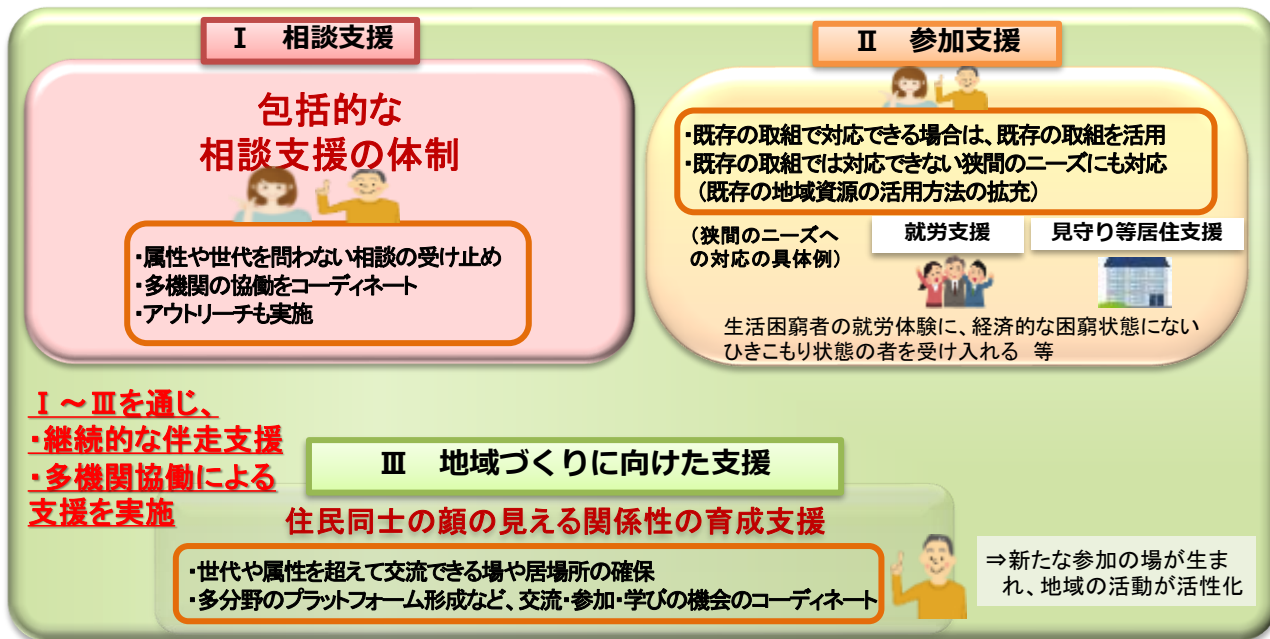 Ⅰ 相談支援
包括的な
相談支援の体制
・属性や世代を問わない相談の受け止め
・多機関の協働をコーディネート
・アウトリーチも実施
Ⅱ 参加支援
・既存の取組で対応できる場合は、既存の取組を活用
・既存の取組では対応できない狭間のニーズにも対応
（既存の地域資源の活用方法の拡充）
（狭間のニーズへ
の対応の具体例）
就労支援
見守り等居住支援
生活困窮者の就労体験に、経済的な困窮状態にない
ひきこもり状態の者を受け入れる 等
Ⅰ～Ⅲを通じ、
・継続的な伴走支援
・多機関協働による
支援を実施
Ⅲ 地域づくりに向けた支援
住民同士の顔の見える関係性の育成支援
・世代や属性を超えて交流できる場や居場所の確保
・多分野のプラットフォーム形成など、交流・参加・学びの機会のコーディネート
⇒新たな参加の場が生ま
れ、地域の活動が活性化